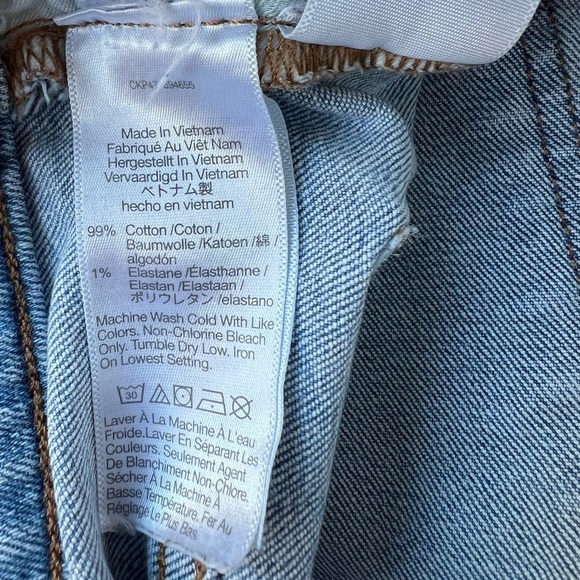 Made In Vietnam
Fabriqué Au Viêt Nam
Hergestellt In Vietnam
Vervaardigd In Vietnam
ベトナム製
hecho en vietnam
99% Cotton /Coton/
Baumwolle /Katoen /綿 /
algodón
1% Elastane /Élasthanne /
Elastan /Elastaan /
ポリウレタン /elastano
Machine Wash Cold With Like
Colors. Non-Chlorine Bleach
Only. Tumble Dry Low. Iron
On Lowest Setting.
30
Laver À La Machine À L'eau
Froide.Laver En Séparant Les
Couleurs. Seulement Agent
De Blanchiment Non-Chlore.
Sécher À La Machine À
Basse Température. Fer Au
Réglage Le Plus Bas.